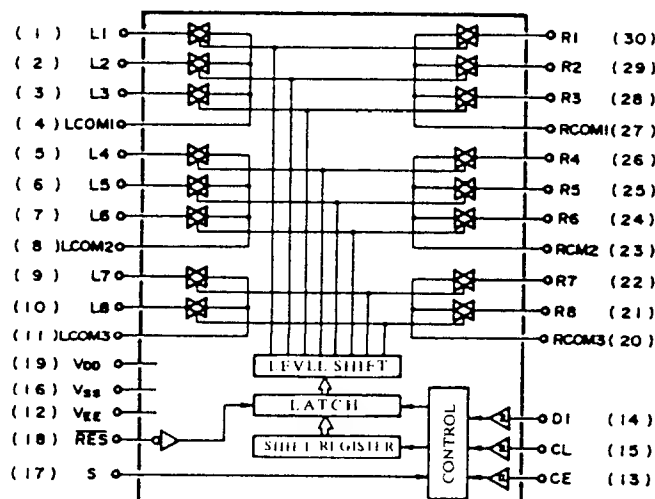 (1) L1 R1 (30)
(2) L2 R2 (29)
(3) L3 R3 (28)
(4) LCOM1 RCOM1 (27)
(5) L4 R4 (26)
(6) L5 R5 (25)
(7) L6 R6 (24)
(8) LCOM2 RCM2 (23)
(9) L7 R7 (22)
(10) L8 R8 (21)
(11) LCOM3 RCOM3 (20)
(19) VDD LEVEL SHIFT
(16) VSS
(12) VEE LATCH DI (14)
(18) RES SHIFT REGISTER CONTROL CL (15)
(17) S CE (13)